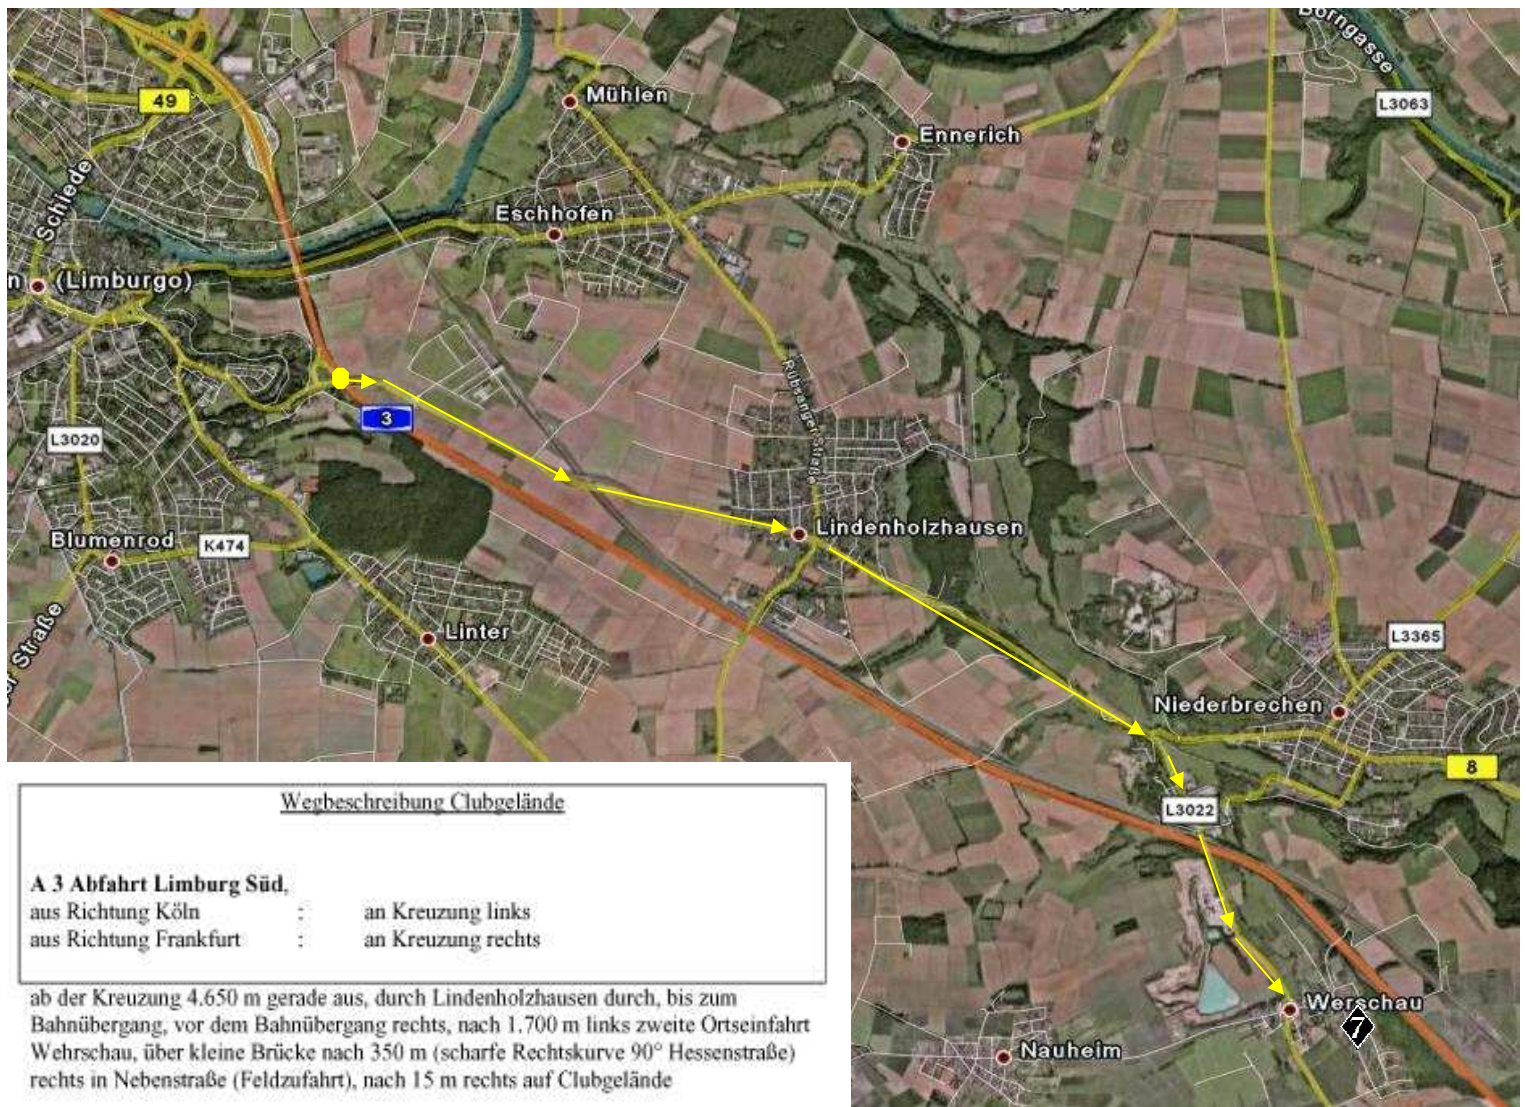 Borngasse
Mühlen
49
L3063
Ennerich
Schiede
Eschhofen
n (Limburgo)
Rübsanger Straße
3
L3020
Lindenholzhausen
Blumenrod
K474
Linter
er Straße
L3365
Niederbrechen
8
L3022
Wegbeschreibung Clubgelände
A 3 Abfahrt Limburg Süd,
aus Richtung Köln : an Kreuzung links
aus Richtung Frankfurt : an Kreuzung rechts
ab der Kreuzung 4.650 m gerade aus, durch Lindenholzhausen durch, bis zum
Bahnübergang, vor dem Bahnübergang rechts, nach 1.700 m links zweite Ortseinfahrt
Wehrschau, über kleine Brücke nach 350 m (scharfe Rechtskurve 90° Hessenstraße)
rechts in Nebenstraße (Feldzufahrt), nach 15 m rechts auf Clubgelände
Werschau
7
Nauheim